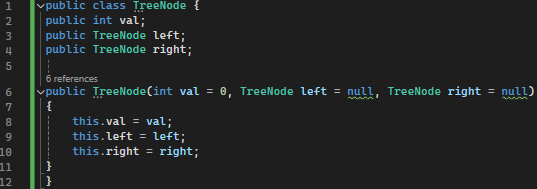 1 public class TreeNode {
2 public int val;
3 public TreeNode left;
4 public TreeNode right;
5
6 references
6 public TreeNode(int val = 0, TreeNode left = null, TreeNode right = null)
7 {
8 this.val = val;
9 this.left = left;
10 this.right = right;
11 }
12 }